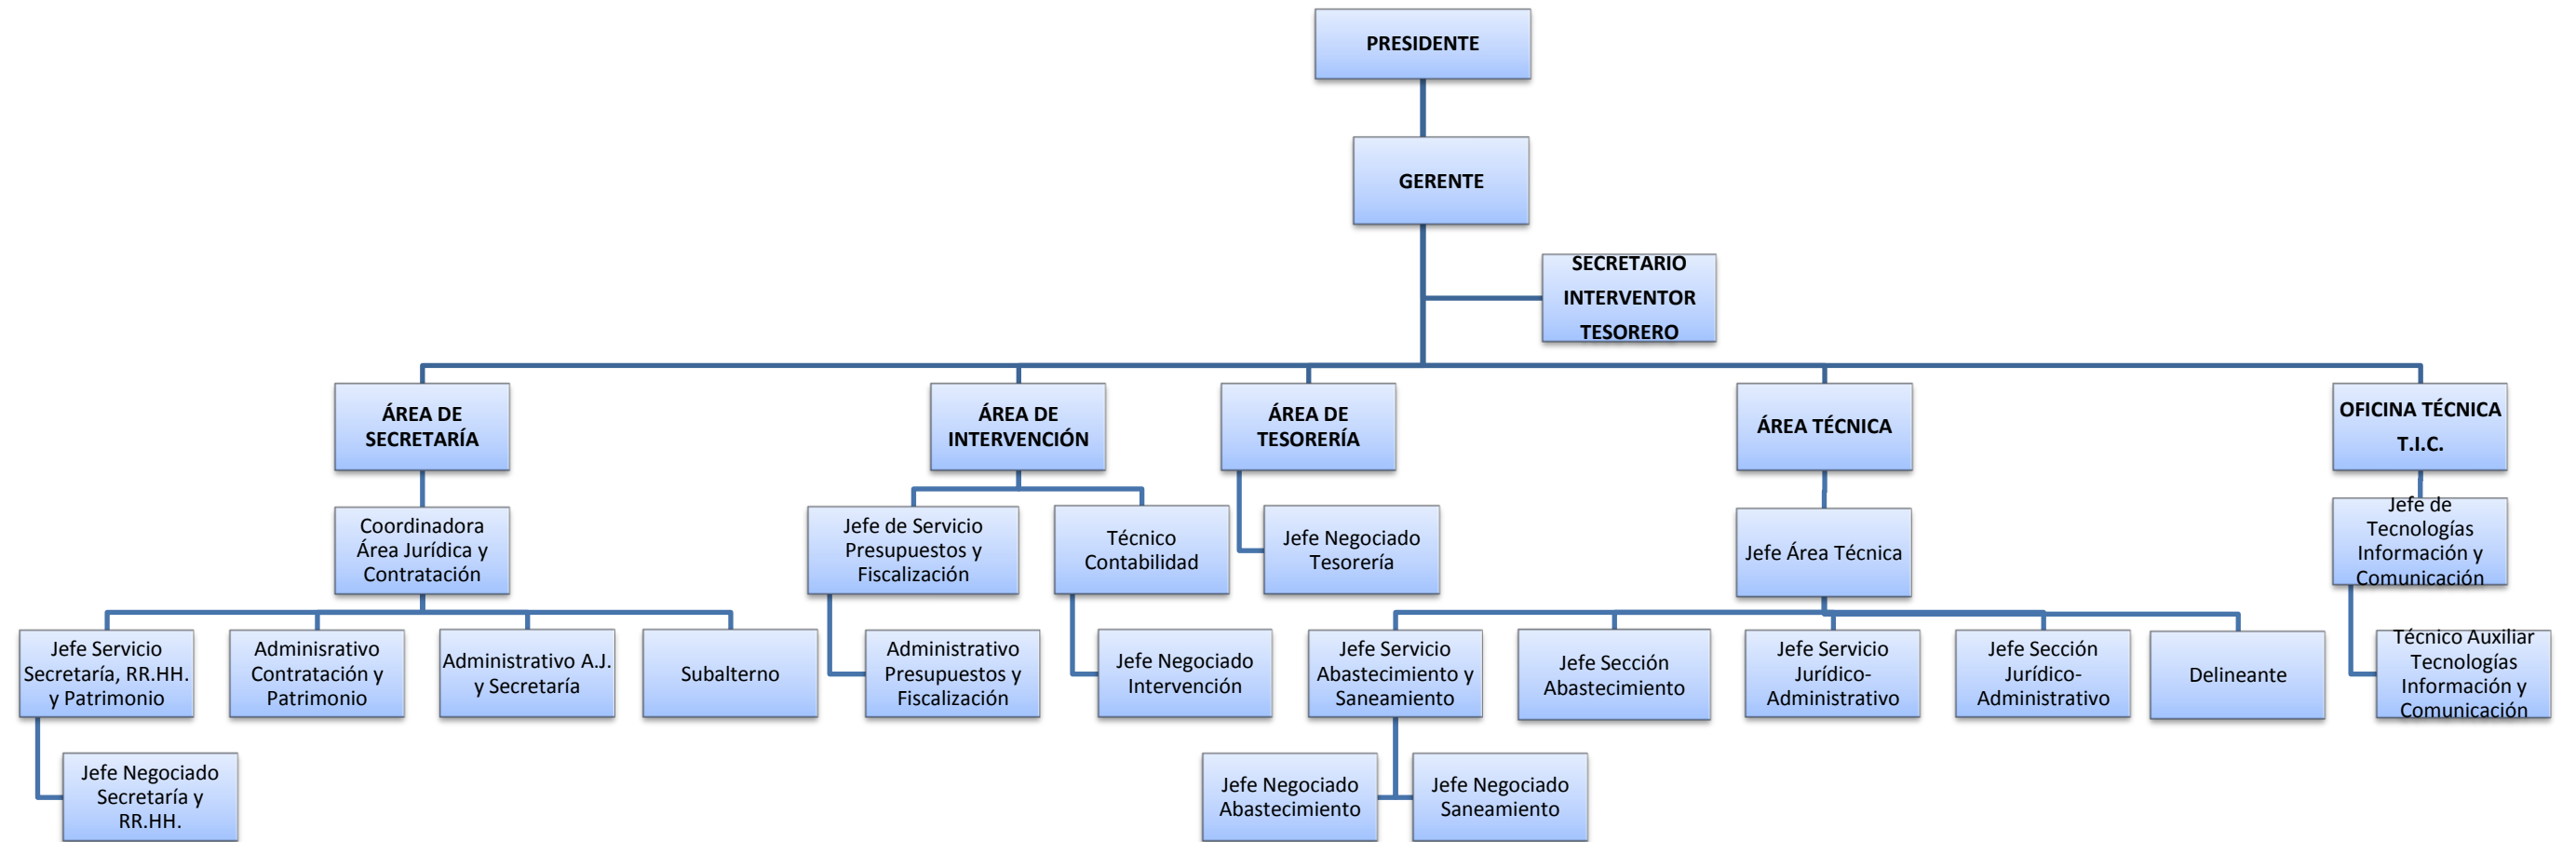 PRESIDENTE
GERENTE
SECRETARIO
INTERVENTOR
TESORERO
ÁREA DE
SECRETARÍA
ÁREA DE
INTERVENCIÓN
ÁREA DE
TESORERÍA
ÁREA TÉCNICA
OFICINA TÉCNICA
T.I.C.
Coordinadora
Área Jurídica y
Contratación
Jefe de Servicio
Presupuestos y
Fiscalización
Técnico
Contabilidad
Jefe Negociado
Tesorería
Jefe Área Técnica
Jefe de
Tecnologías
Información y
Comunicación
Jefe Servicio
Secretaría, RR.HH.
y Patrimonio
Adminisrativo
Contratación y
Patrimonio
Administrativo A.J.
y Secretaría
Subalterno
Administrativo
Presupuestos y
Fiscalización
Jefe Negociado
Intervención
Jefe Servicio
Abastecimiento y
Saneamiento
Jefe Sección
Abastecimiento
Jefe Servicio
Jurídico-
Administrativo
Jefe Sección
Jurídico-
Administrativo
Delineante
Técnico Auxiliar
Tecnologías
Información y
Comunicación
Jefe Negociado
Secretaría y
RR.HH.
Jefe Negociado
Abastecimiento
Jefe Negociado
Saneamiento